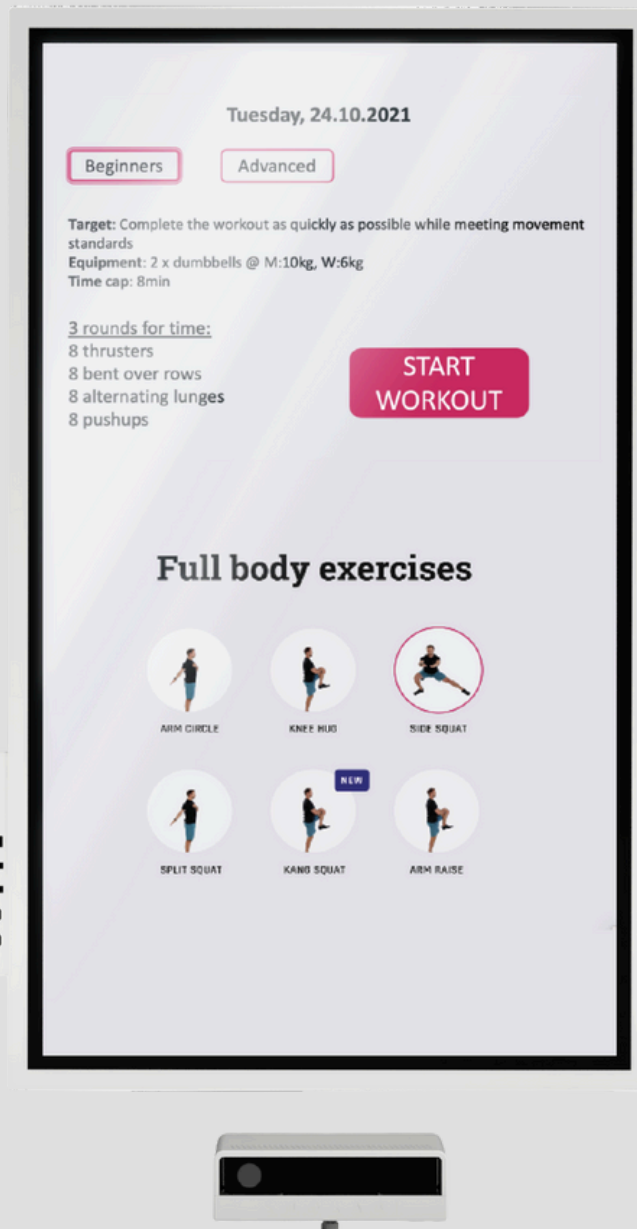 Tuesday, 24.10.2021
Beginners
Advanced
Target: Complete the workout as quickly as possible while meeting movement
standards
Equipment: 2 x dumbbells @ M:10kg, W:6kg
Time cap: 8min
3 rounds for time:
8 thrusters
8 bent over rows
8 alternating lunges
8 pushups
START
WORKOUT
Full body exercises
ARM CIRCLE
KNEE HUG
SIDE SQUAT
NEW
SPLIT SQUAT
KANG SQUAT
ARM RAISE